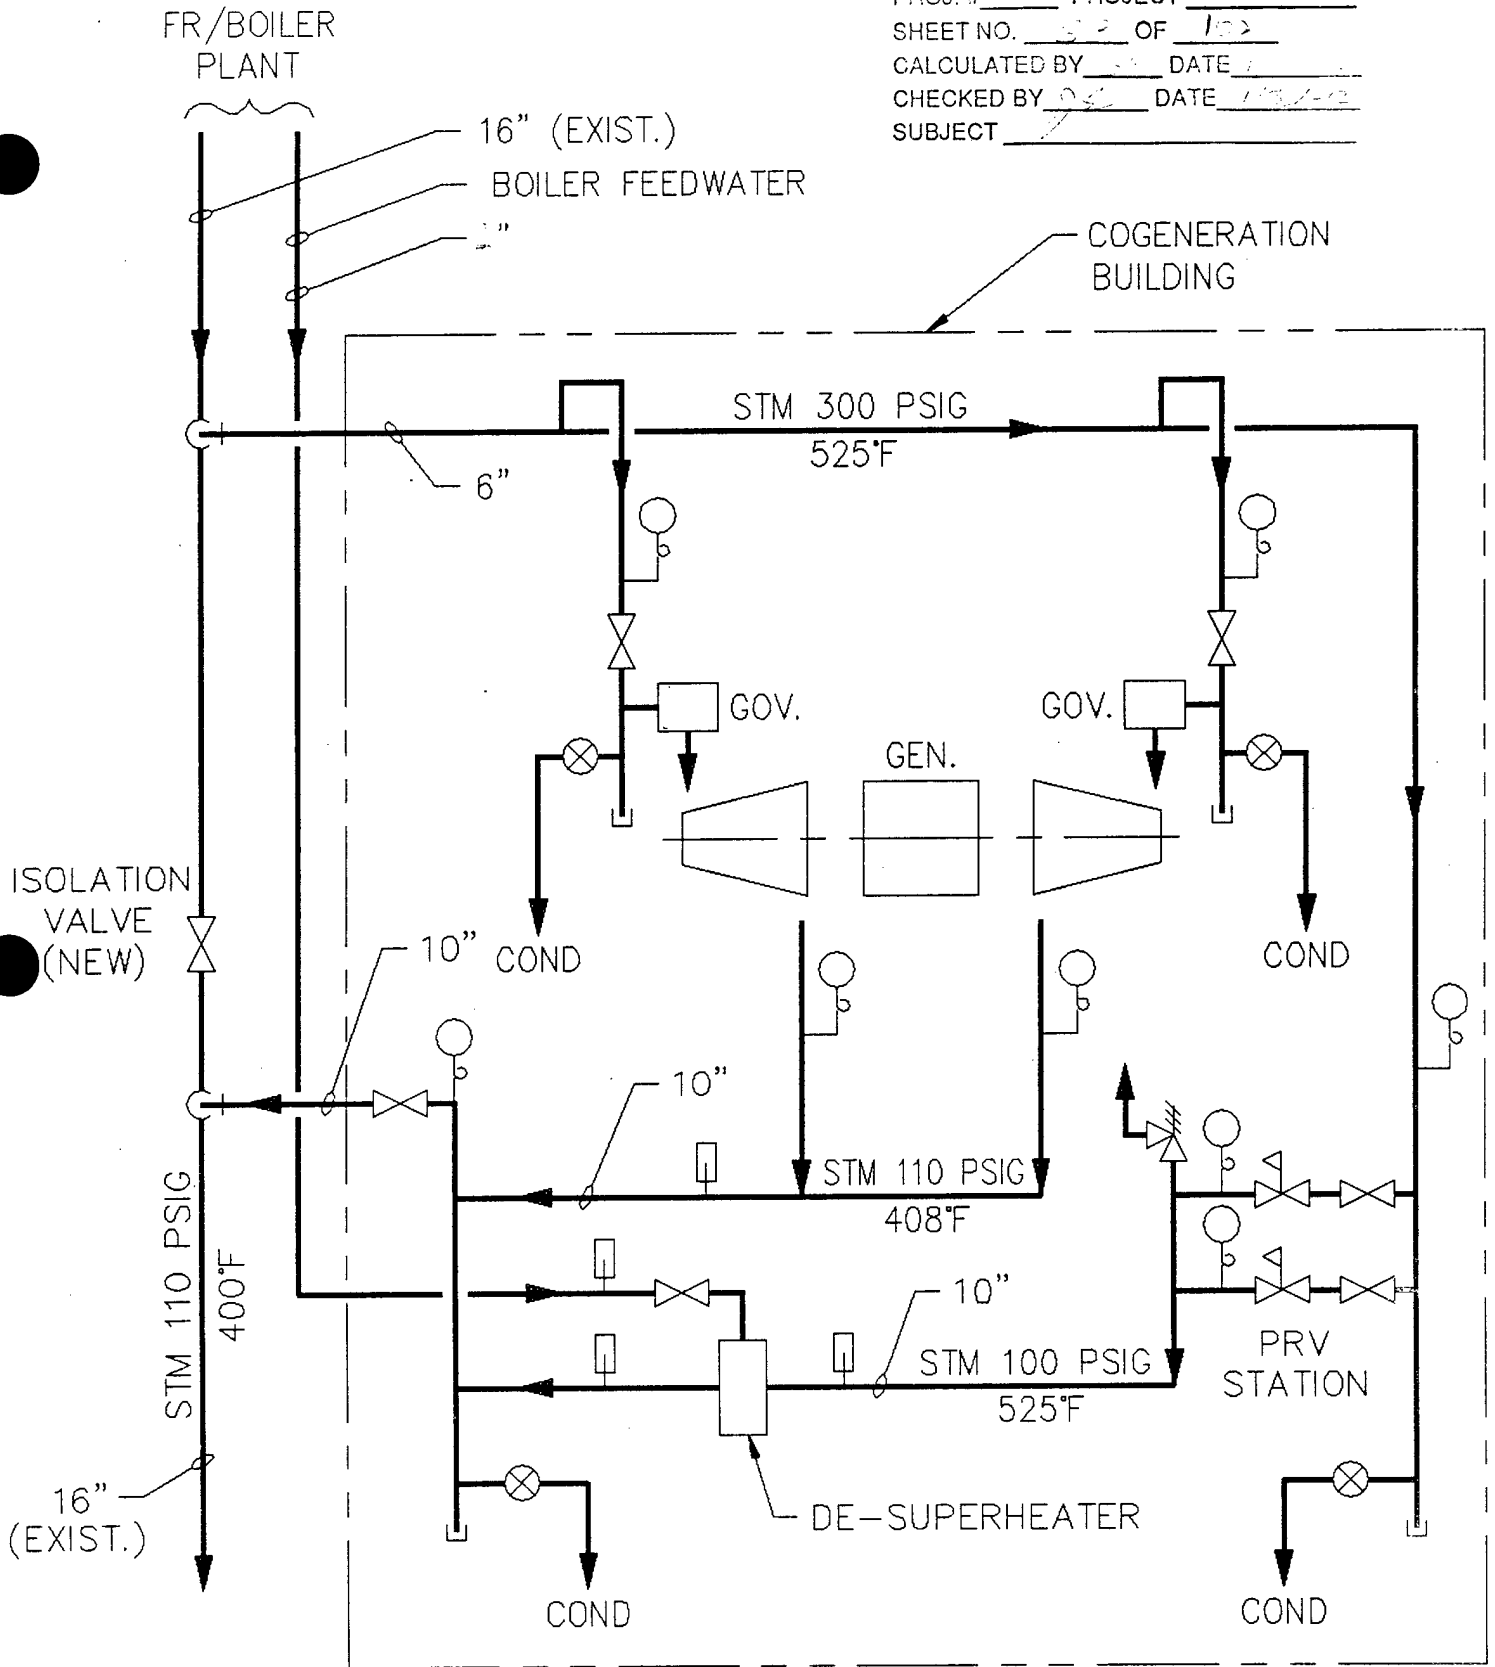 PROJECT
SHEET NO. OF
CALCULATED BY DATE
CHECKED BY DATE
SUBJECT
FR/BOILER
PLANT
16" (EXIST.)
BOILER FEEDWATER
COGENERATION
BUILDING
STM 300 PSIG
525°F
6"
GOV.
GOV.
GEN.
ISOLATION
VALVE
(NEW)
10"
COND
COND
10"
STM 110 PSIG
408°F
STM 110 PSIG
400°F
10"
STM 100 PSIG
525°F
PRV
STATION
16"
(EXIST.)
DE-SUPERHEATER
COND
COND